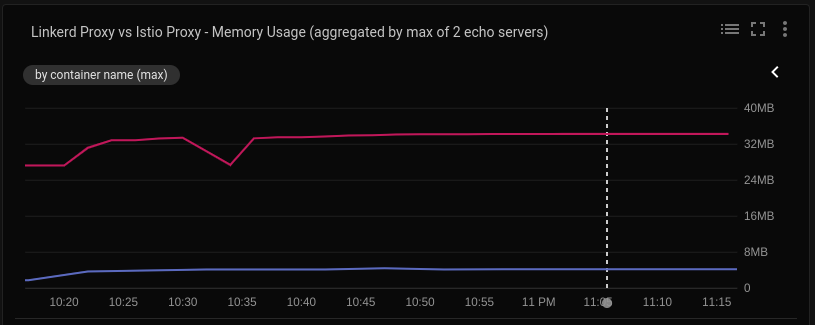 Linkerd Proxy vs Istio Proxy - Memory Usage (aggregated by max of 2 echo servers)
by container name (max)
40MB
32MB
24MB
16MB
8MB
0
10:20 10:25 10:30 10:35 10:40 10:45 10:50 10:55 11 PM 11:05 11:10 11:15